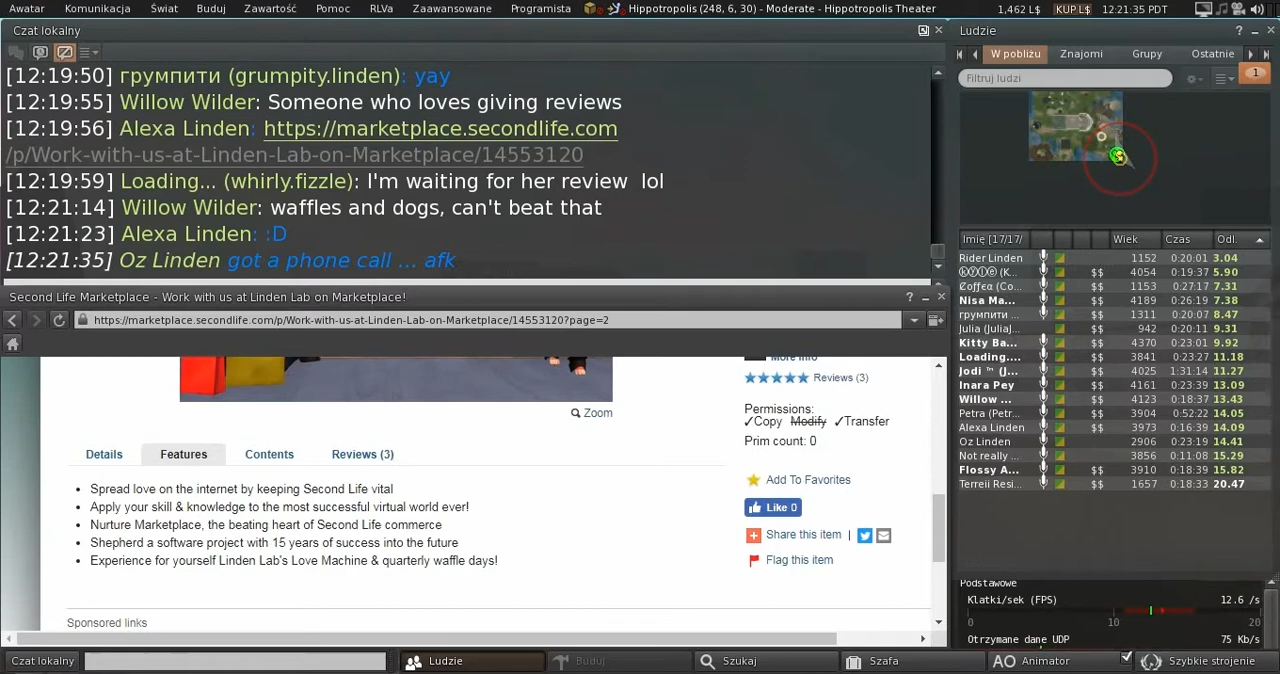 Awatar Komunikacja Świat Buduj Zawartość Pomoc RLVa Zaawansowane Programista Hippotropolis (248, 6, 30) - Moderate - Hippotropolis Theater 1,462 L$ KUP L$ 12:21:35 PDT
Czat lokalny
[12:19:50] грумпити (grumpity.linden): yay
[12:19:55] Willow Wilder: Someone who loves giving reviews
[12:19:56] Alexa Linden: https://marketplace.secondlife.com
/p/Work-with-us-at-Linden-Lab-on-Marketplace/14553120
[12:19:59] Loading... (whirly.fizzle): I'm waiting for her review lol
[12:21:14] Willow Wilder: waffles and dogs, can't beat that
[12:21:23] Alexa Linden: :D
[12:21:35] Oz Linden got a phone call ... afk
Second Life Marketplace - Work with us at Linden Lab on Marketplace!
https://marketplace.secondlife.com/p/Work-with-us-at-Linden-Lab-on-Marketplace/14553120?page=2
More info
Reviews (3)
Permissions:
✓Copy Modify ✓Transfer
Prim count: 0
Zoom
Details Features Contents Reviews (3)
Add To Favorites
Like 0
Share this item |
Flag this item
• Spread love on the internet by keeping Second Life vital
• Apply your skill & knowledge to the most successful virtual world ever!
• Nurture Marketplace, the beating heart of Second Life commerce
• Shepherd a software project with 15 years of success into the future
• Experience for yourself Linden Lab's Love Machine & quarterly waffle days!
Sponsored links
Ludzie
W pobliżu Znajomi Grupy Ostatnie
Filtruj ludzi 1
Imię [17/17/ Wiek Czas Odl.
Rider Linden 1152 0:20:01 3.04
ⓚⓨⓛⓔ (K... $$ 4054 0:19:37 5.90
Ȼσƒƒєα (Co... $$ 1153 0:27:17 7.31
Nisa Ma... $$ 4189 0:26:19 7.38
грумпити ... $$ 1311 0:20:07 8.47
Julia (JuliaJ... 942 0:20:11 9.31
Kitty Ba... $$ 4370 0:23:01 9.92
Loading.... $$ 3841 0:23:27 11.18
Jodi ™ (J... $$ 4025 1:31:14 11.27
Inara Pey $$ 4161 0:23:39 13.09
Willow ... $$ 4123 0:18:37 13.43
Petra (Petr... $$ 3904 0:52:22 14.05
Alexa Linden $$ 3973 0:16:39 14.09
Oz Linden 2906 0:23:19 14.41
Not really ... 3856 0:11:08 15.29
Flossy A... $$ 3910 0:18:39 15.82
Terreii Resi... $$ 1657 0:18:33 20.47
Podstawowe
Klatki/sek (FPS) 12.6 /s
0 10 20
Otrzymane dane UDP 75 Kb/s
Czat lokalny Ludzie Buduj Szukaj Szafa AO Animator Szybkie strojenie